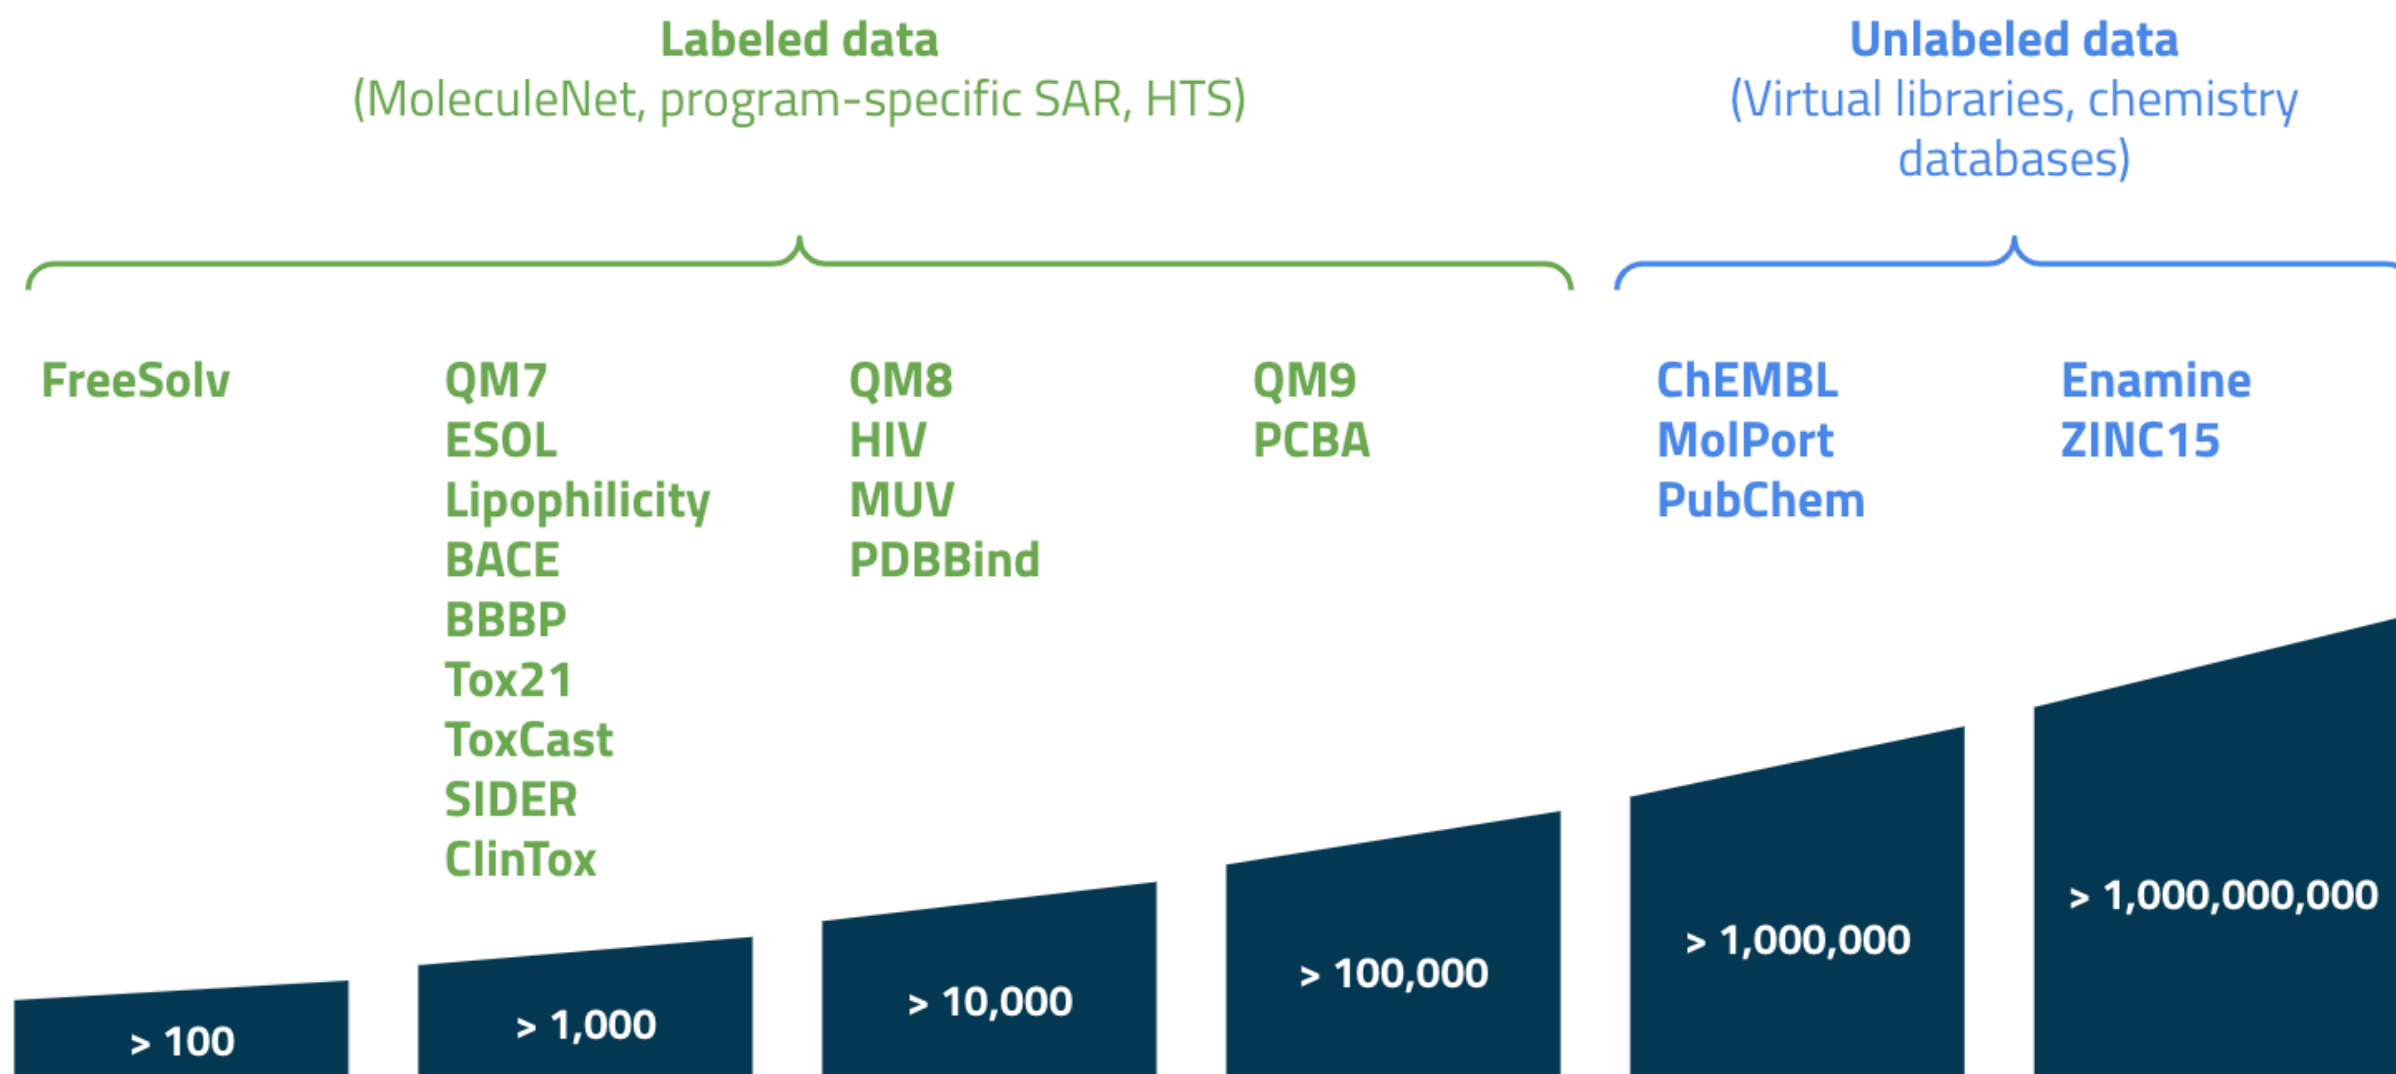 Labeled data
(MoleculeNet, program-specific SAR, HTS)
Unlabeled data
(Virtual libraries, chemistry
databases)
FreeSolv
QM7
ESOL
Lipophilicity
BACE
BBBP
Tox21
ToxCast
SIDER
ClinTox
QM8
HIV
MUV
PDBBind
QM9
PCBA
ChEMBL
MolPort
PubChem
Enamine
ZINC15
> 100
> 1,000
> 10,000
> 100,000
> 1,000,000
> 1,000,000,000